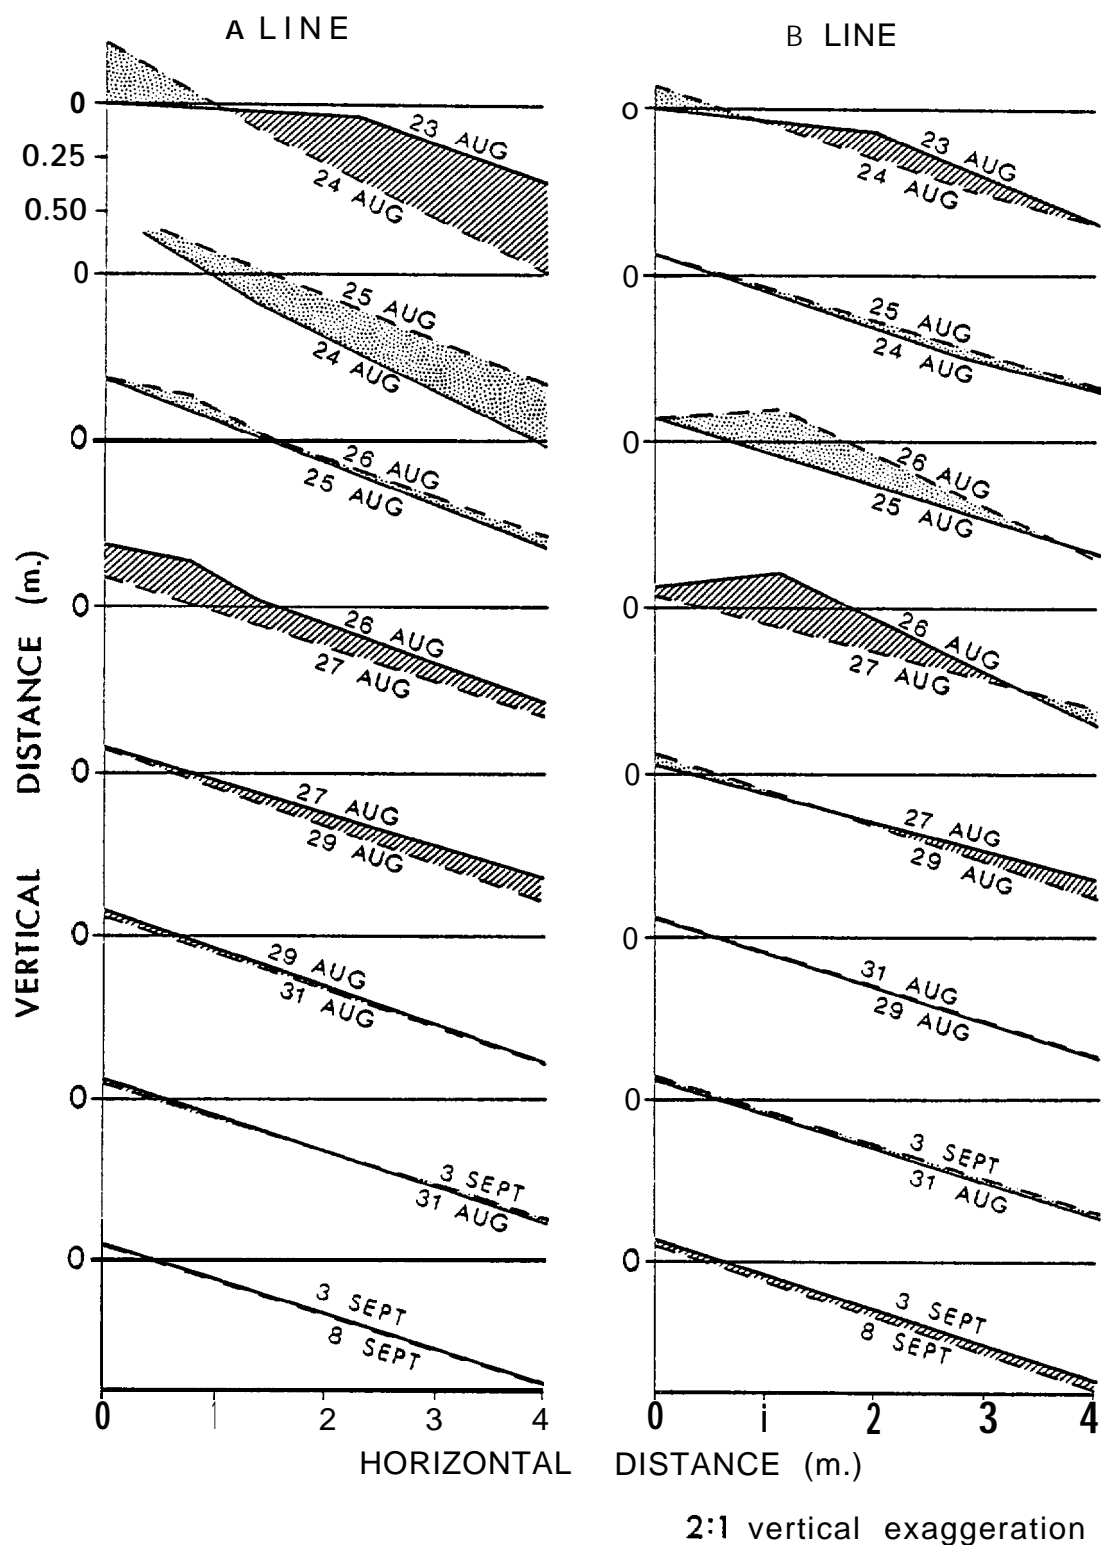 A LINE
0
0.25
0.50
23 AUG
24 AUG
0
25 AUG
24 AUG
0
26 AUG
25 AUG
0
26 AUG
27 AUG
0
27 AUG
29 AUG
0
29 AUG
31 AUG
0
3 SEPT
31 AUG
0
3 SEPT
8 SEPT
0 1 2 3 4
B LINE
o
23 AUG
24 AUG
0
25 AUG
24 AUG
0
26 AUG
25 AUG
0
26 AUG
27 AUG
0
27 AUG
29 AUG
0
31 AUG
29 AUG
0
3 SEPT
31 AUG
0
3 SEPT
8 SEPT
0 i 2 3 4
VERTICAL DISTANCE (m.)
HORIZONTAL DISTANCE (m.)
2:1 vertical exaggeration